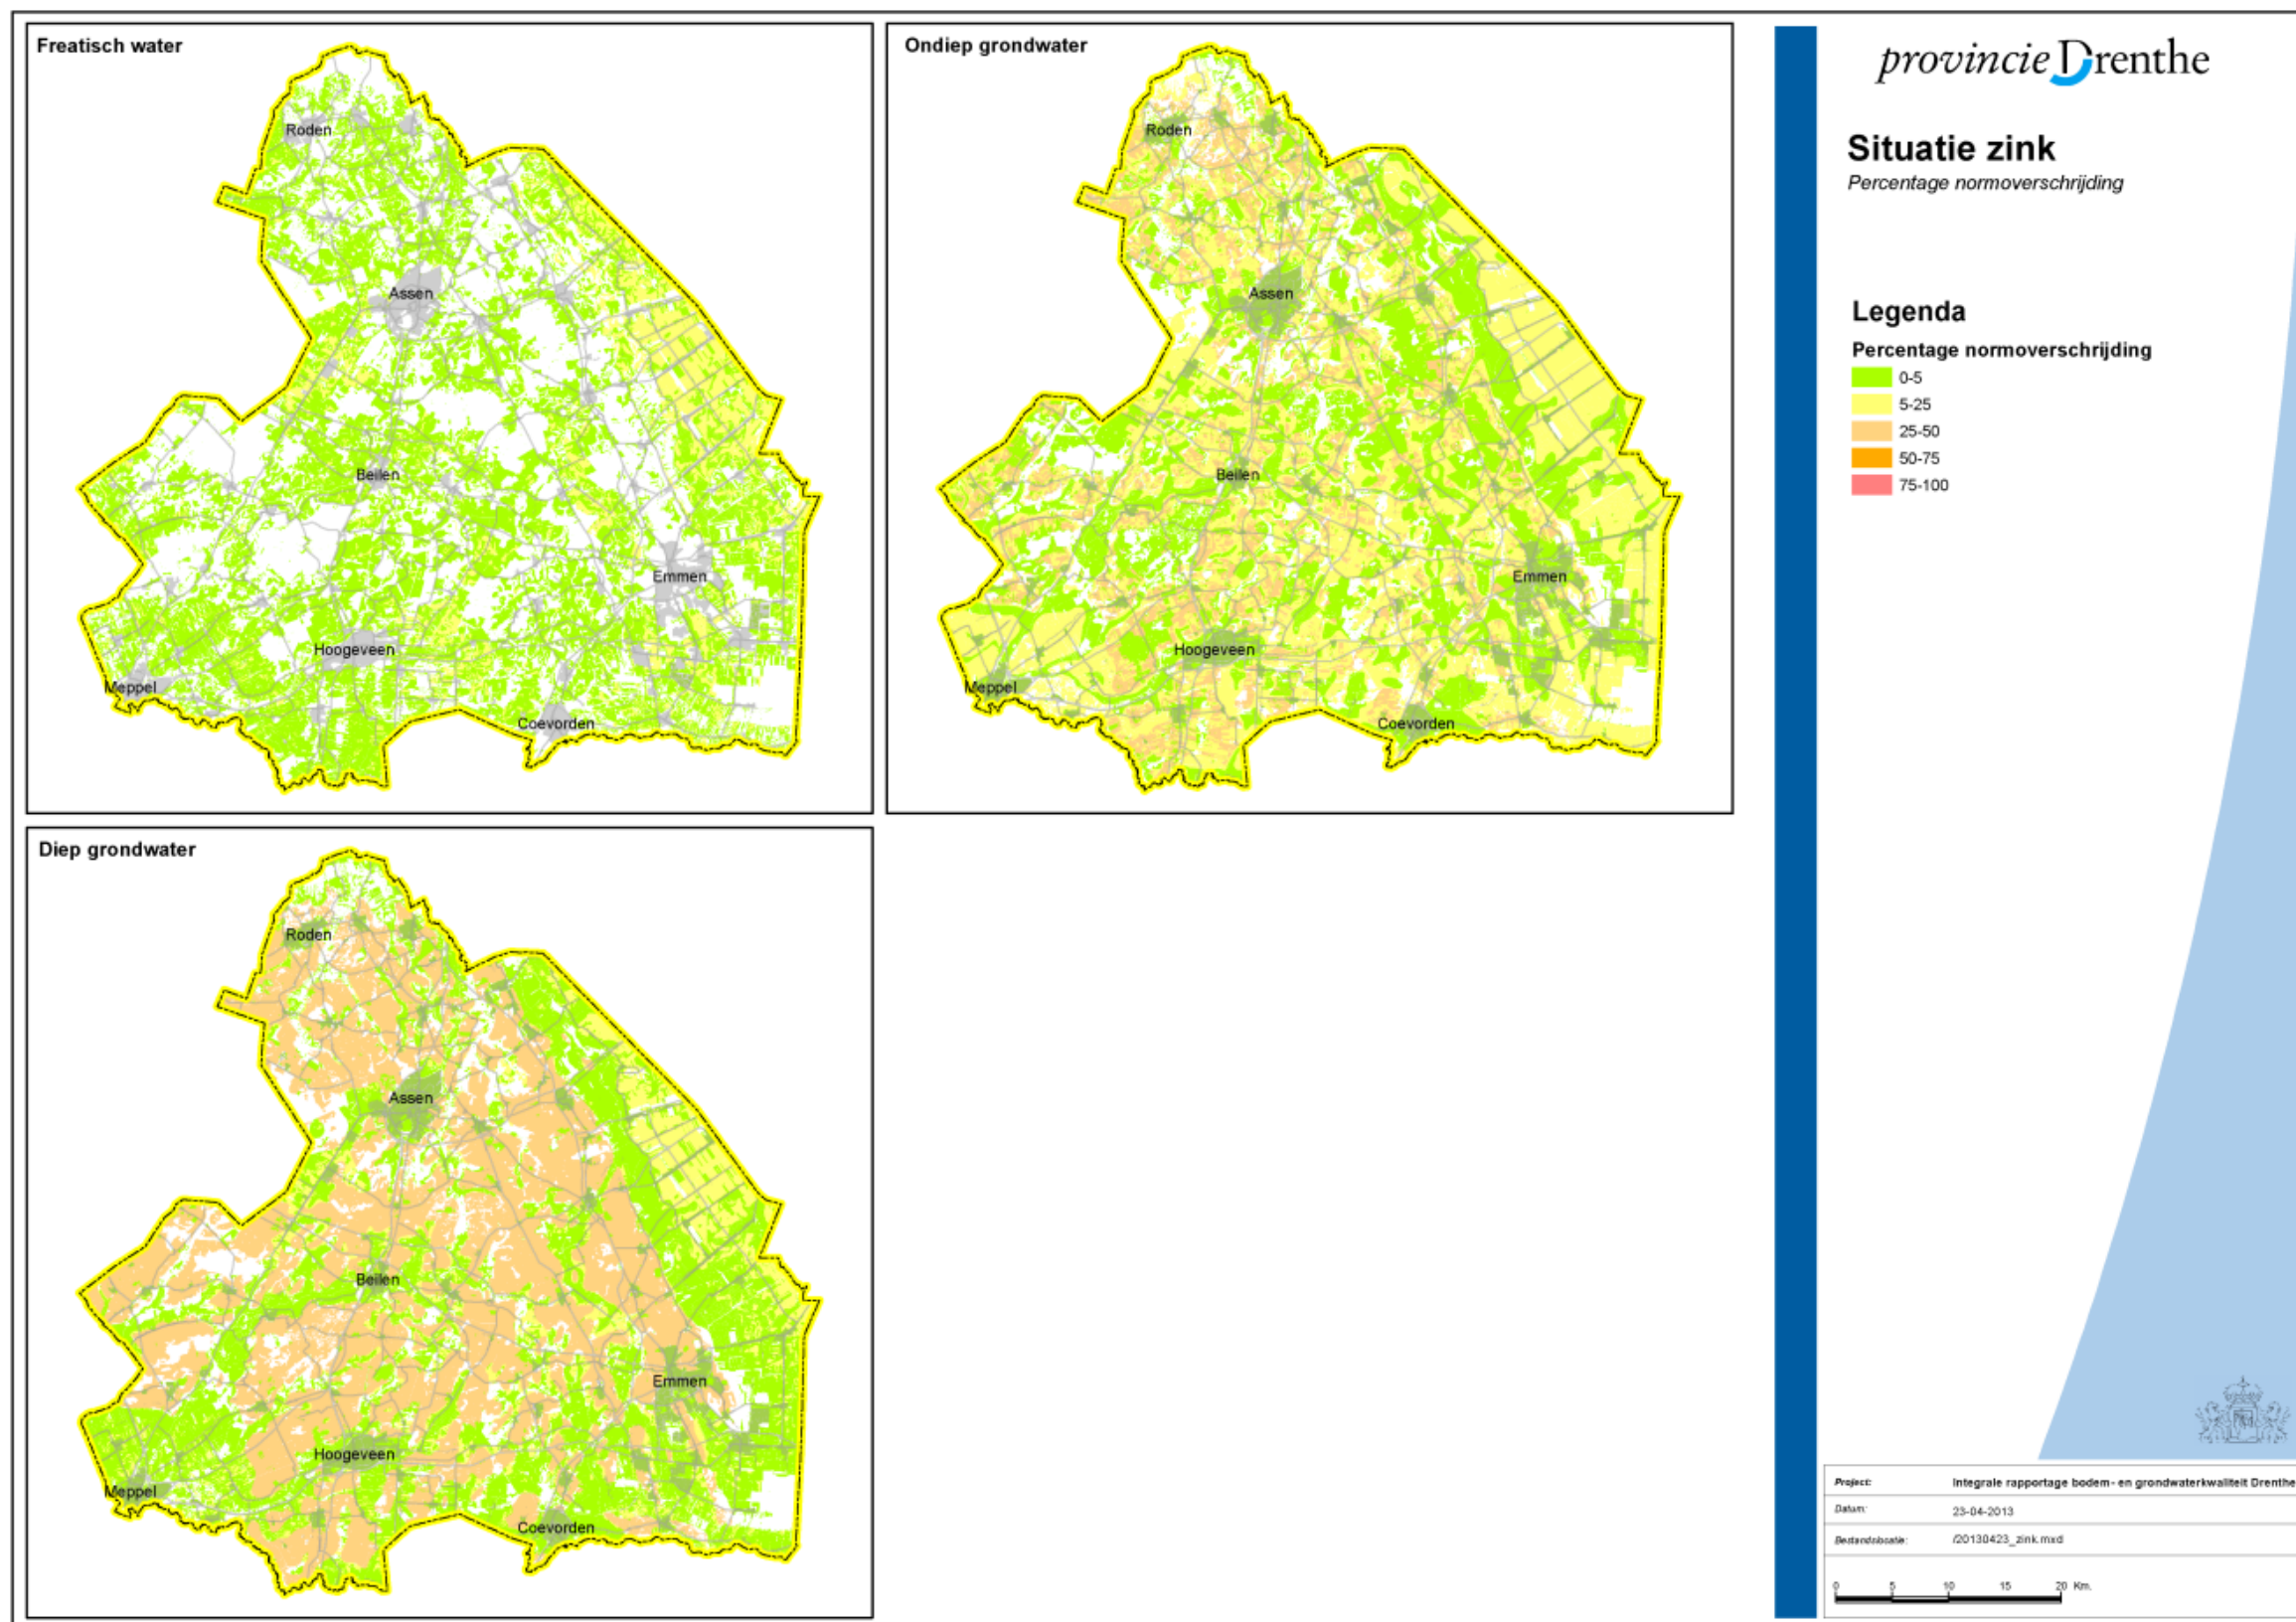 Freatisch water
Roden
Assen
Beilen
Emmen
Hoogeveen
Meppel
Coevorden
Ondiep grondwater
Roden
Assen
Beilen
Emmen
Hoogeveen
Meppel
Coevorden
Diep grondwater
Roden
Assen
Beilen
Emmen
Hoogeveen
Meppel
Coevorden
provincie Drenthe
Situatie zink
Percentage normoverschrijding
Legenda
Percentage normoverschrijding
0-5
5-25
25-50
50-75
75-100
Project: Integrale rapportage bodem- en grondwaterkwaliteit Drenthe
Datum: 23-04-2013
Bestandslocatie: /20130423_zink.mxd
0 5 10 15 20 Km.